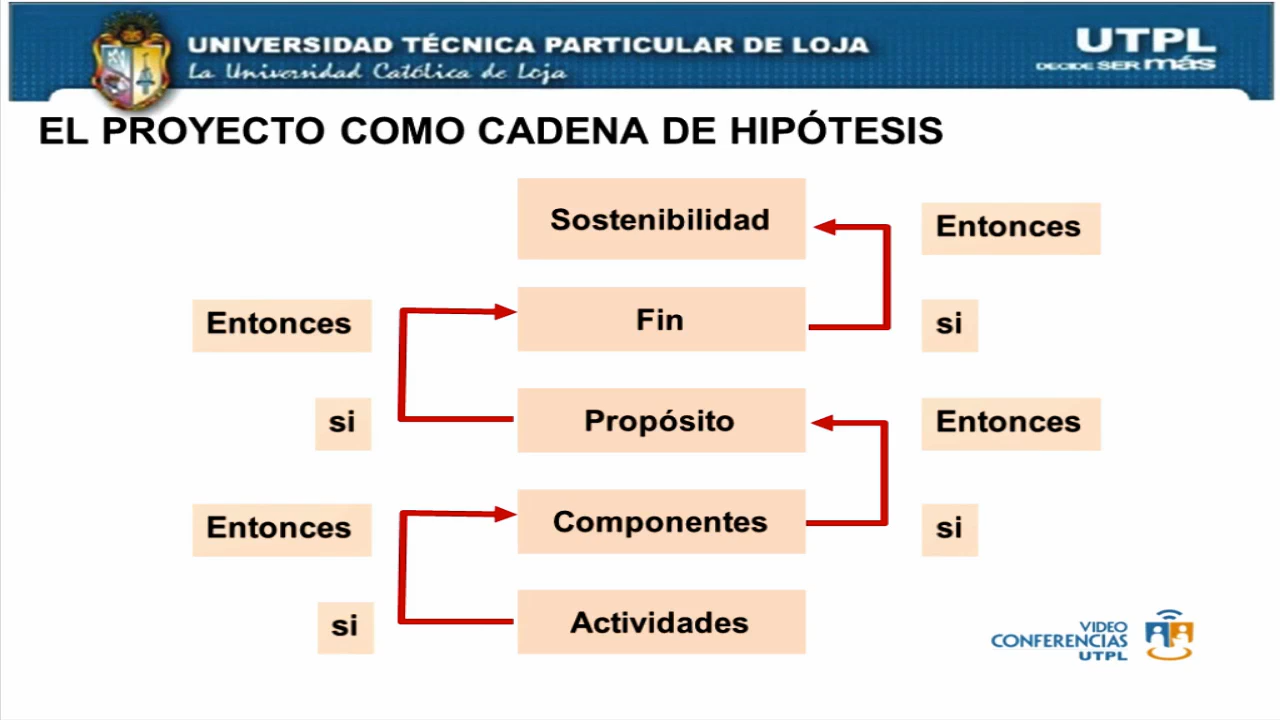 UNIVERSIDAD TÉCNICA PARTICULAR DE LOJA
La Universidad Católica de Loja
UTPL
DECIDE SER más
EL PROYECTO COMO CADENA DE HIPÓTESIS
Sostenibilidad
Entonces
Entonces
Fin
si
si
Propósito
Entonces
Entonces
Componentes
si
si
Actividades
VIDEO
CONFERENCIAS
UTPL